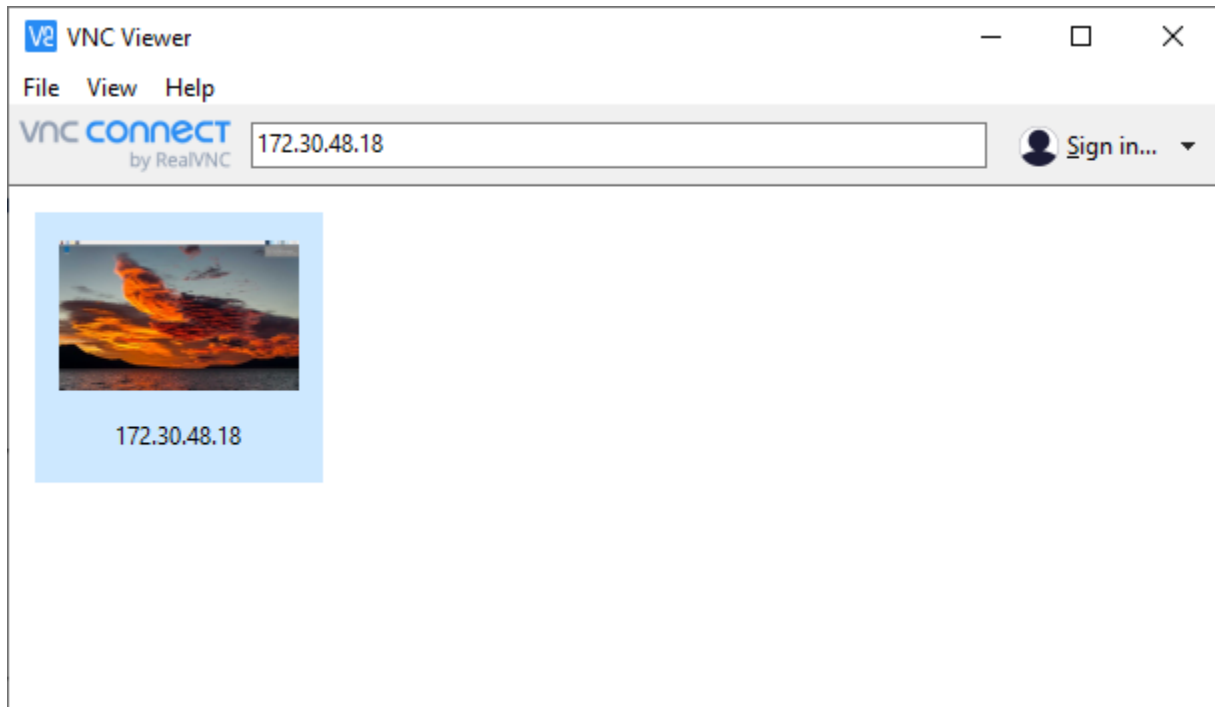 V2 VNC Viewer
File View Help
vnc connect
by RealVNC
172.30.48.18
Sign in...
172.30.48.18